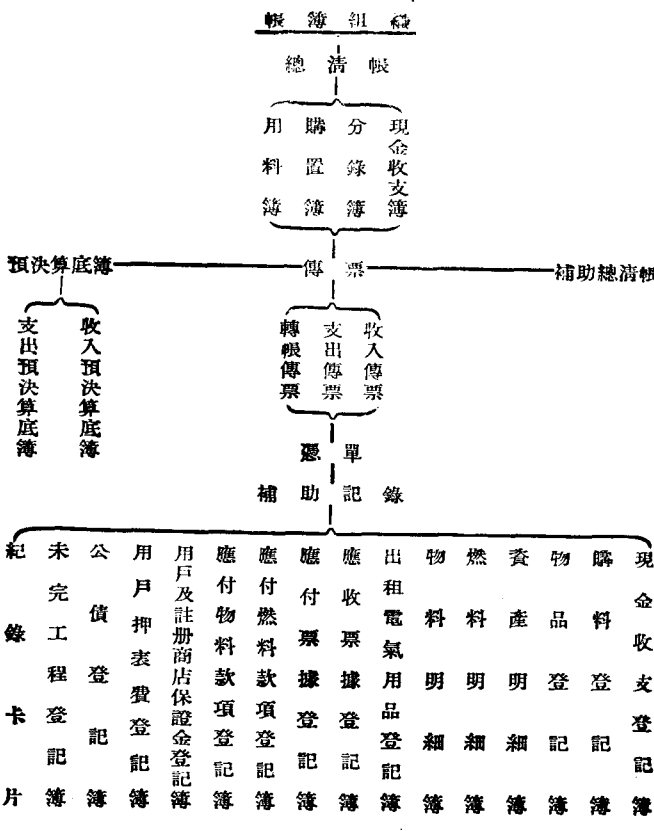 帳簿組織
總清帳
現金收支簿
分錄簿
購置簿
用料簿
預決算底簿
傳票
補助總清帳
收入預決算底簿
支出預決算底簿
收入傳票
支出傳票
轉帳傳票
憑單
補助記錄
現金收支登記簿
購料登記簿
物品登記簿
資產明細簿
燃料明細簿
物料明細簿
出租電氣用品登記簿
應收票據登記簿
應付票據登記簿
應付燃料款項登記簿
應付物料款項登記簿
用戶及註册商店保證金登記簿
用戶押表費登記簿
公債登記簿
未完工程登記簿
紀錄卡片